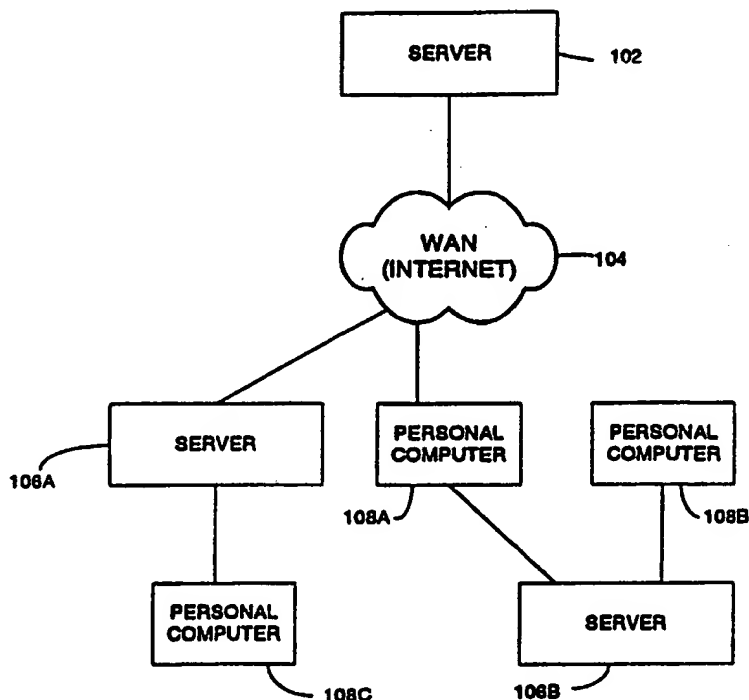 SERVER
102
WAN
(INTERNET)
104
SERVER
106A
PERSONAL
COMPUTER
108A
PERSONAL
COMPUTER
108B
PERSONAL
COMPUTER
108C
SERVER
106B